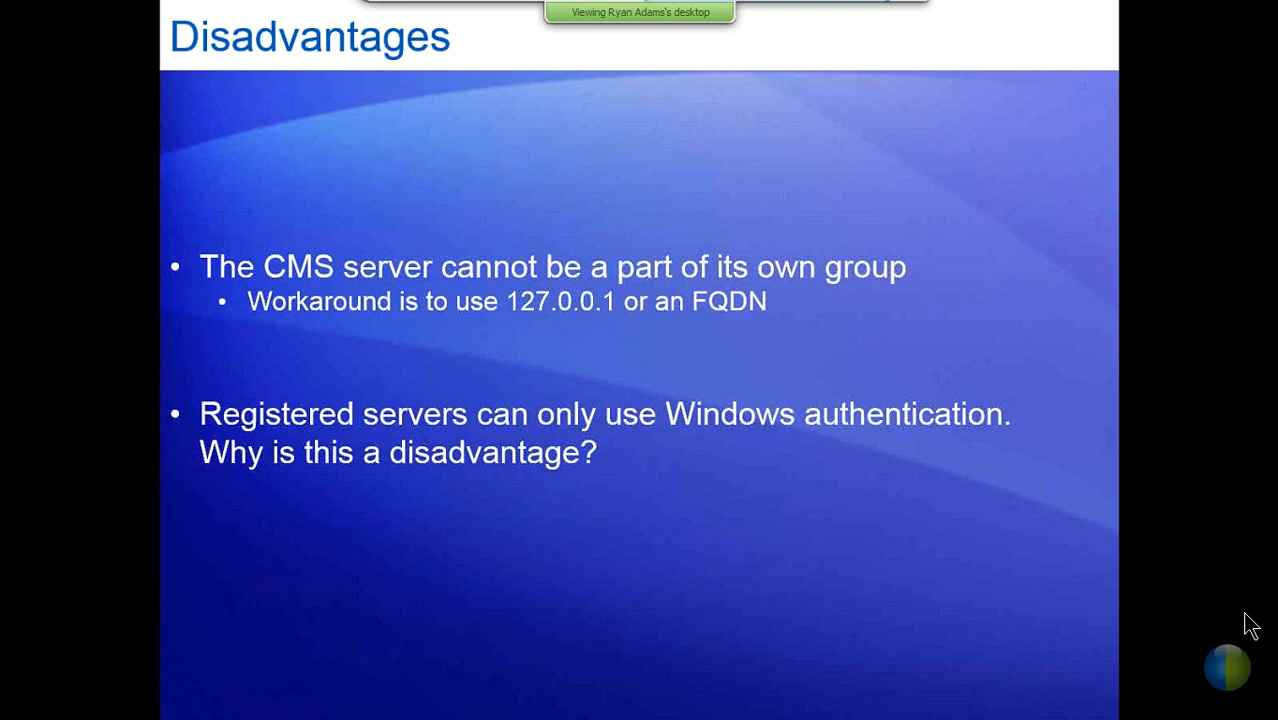 Viewing Ryan Adams's desktop
Disadvantages
• The CMS server cannot be a part of its own group
• Workaround is to use 127.0.0.1 or an FQDN
• Registered servers can only use Windows authentication.
Why is this a disadvantage?